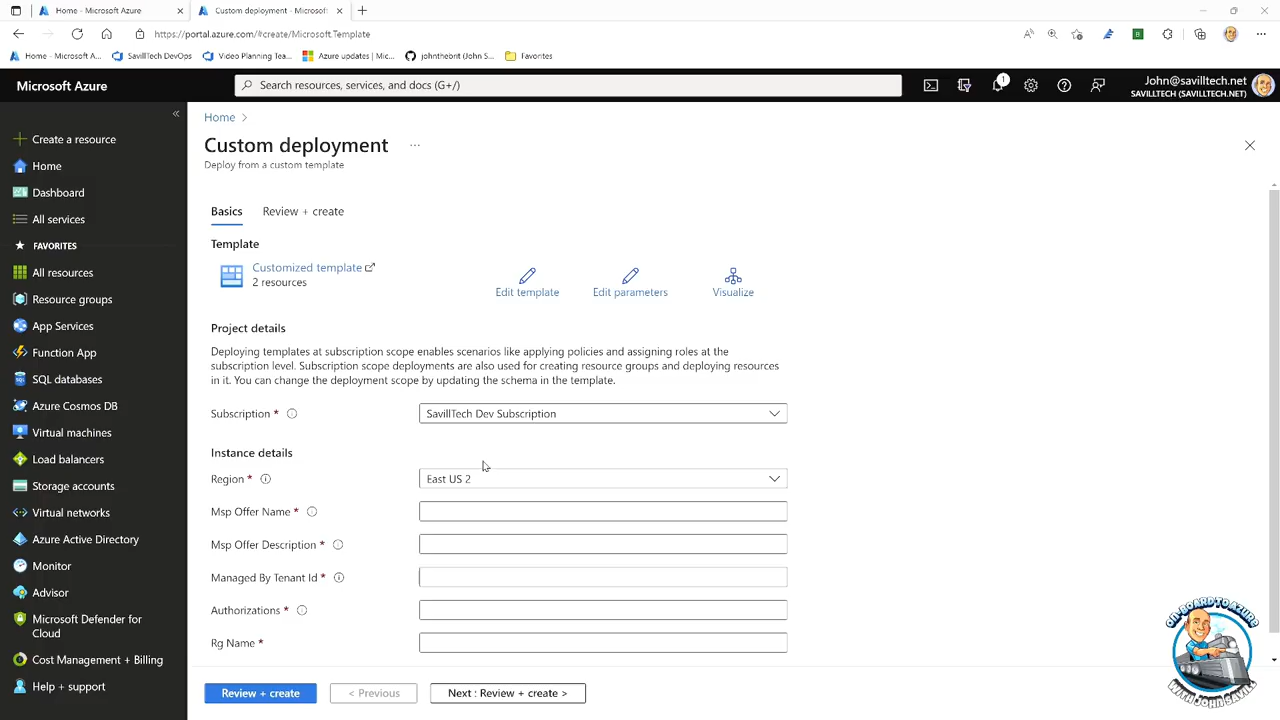 Home - Microsoft Azure
Custom deployment - Microsoft
https://portal.azure.com/#create/Microsoft.Template
Home - Microsoft A...
SavillTech DevOps
Video Planning Tea...
Azure updates | Mic...
johnthebrit (John S...
Favorites
Microsoft Azure
Search resources, services, and docs (G+/)
1
John@savilltech.net
SAVILLTECH (SAVILLTECH.NET)
Create a resource
Home
Dashboard
All services
FAVORITES
All resources
Resource groups
App Services
Function App
SQL databases
Azure Cosmos DB
Virtual machines
Load balancers
Storage accounts
Virtual networks
Azure Active Directory
Monitor
Advisor
Microsoft Defender for
Cloud
Cost Management + Billing
Help + support
Home >
Custom deployment ...
Deploy from a custom template
Basics
Review + create
Template
Customized template
2 resources
Edit template
Edit parameters
Visualize
Project details
Deploying templates at subscription scope enables scenarios like applying policies and assigning roles at the
subscription level. Subscription scope deployments are also used for creating resource groups and deploying resources
in it. You can change the deployment scope by updating the schema in the template.
Subscription *
SavillTech Dev Subscription
Instance details
Region *
East US 2
Msp Offer Name *
Msp Offer Description *
Managed By Tenant Id *
Authorizations *
Rg Name *
Review + create
< Previous
Next : Review + create >
ON-BOARD TO AZURE
WITH JOHN SAVILL